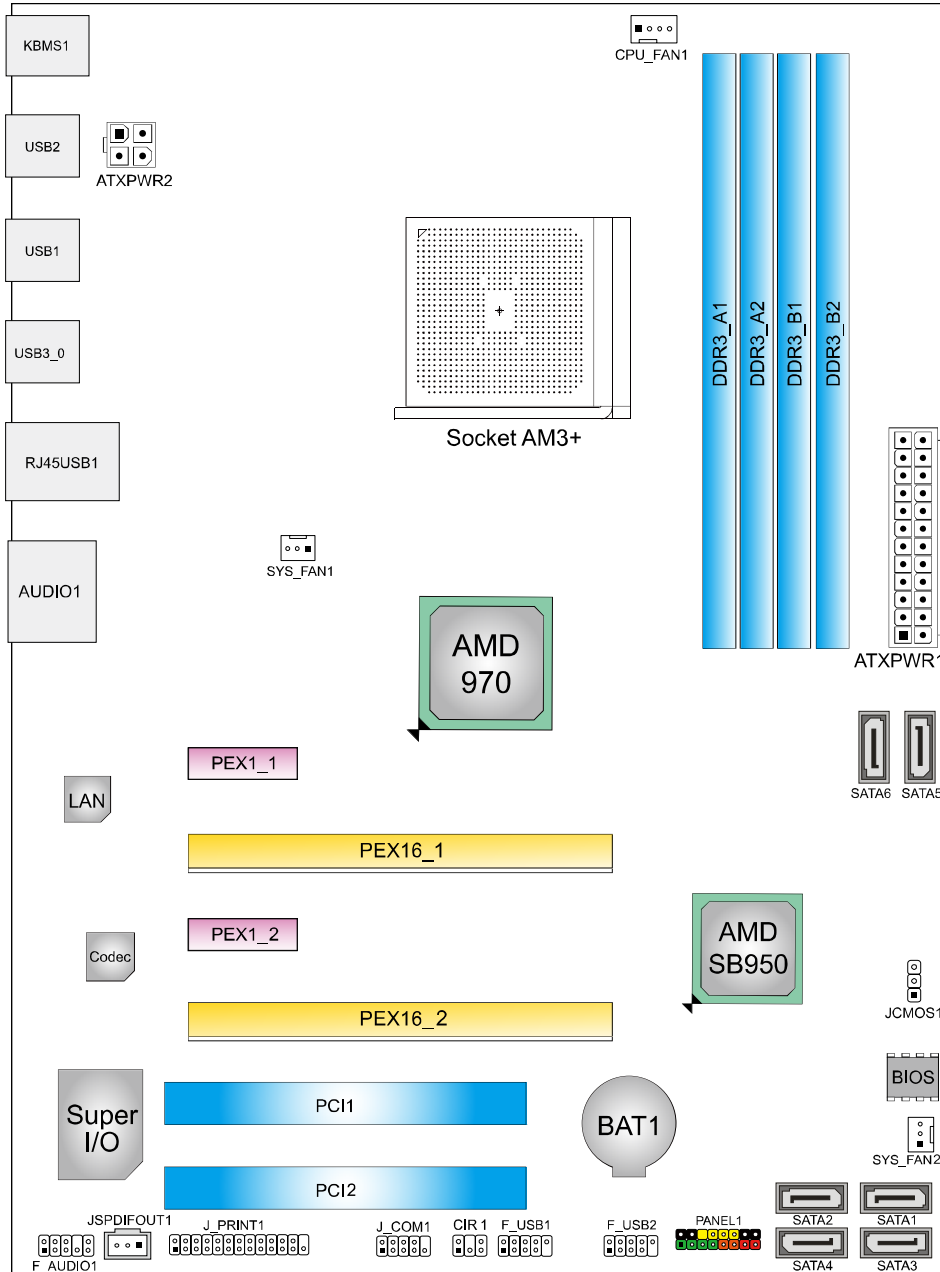 KBMS1
CPU_FAN1
USB2
ATXPWR2
USB1
USB3_0
DDR3_A1
DDR3_A2
DDR3_B1
DDR3_B2
Socket AM3+
RJ45USB1
SYS_FAN1
AUDIO1
AMD
970
ATXPWR1
PEX1_1
LAN
SATA6
SATA5
PEX16_1
PEX1_2
Codec
AMD
SB950
JCMOS1
PEX16_2
BIOS
Super
I/O
PCI1
BAT1
SYS_FAN2
PCI2
JSPDIFOUT1
J_PRINT1
J_COM1
CIR 1
F_USB1
F_USB2
PANEL1
SATA2
SATA1
F_AUDIO1
SATA4
SATA3